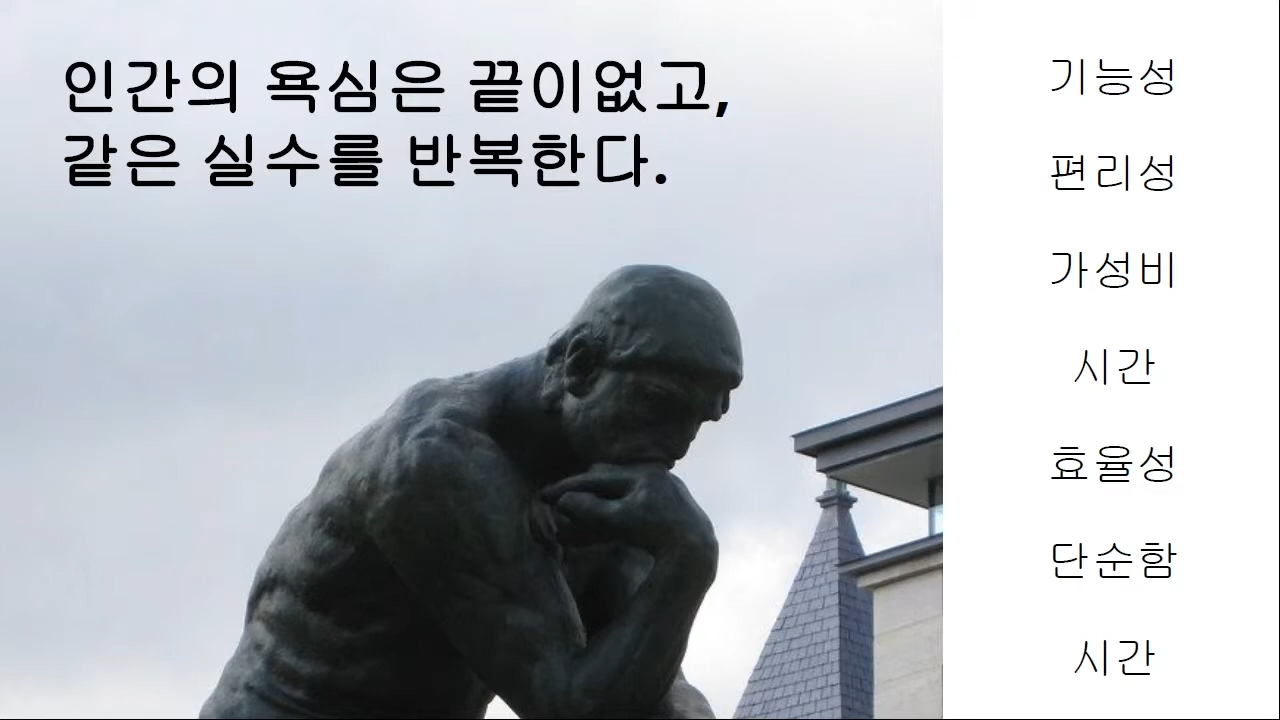 인간의 욕심은 끝이없고,
같은 실수를 반복한다.
기능성
편리성
가성비
시간
효율성
단순함
시간